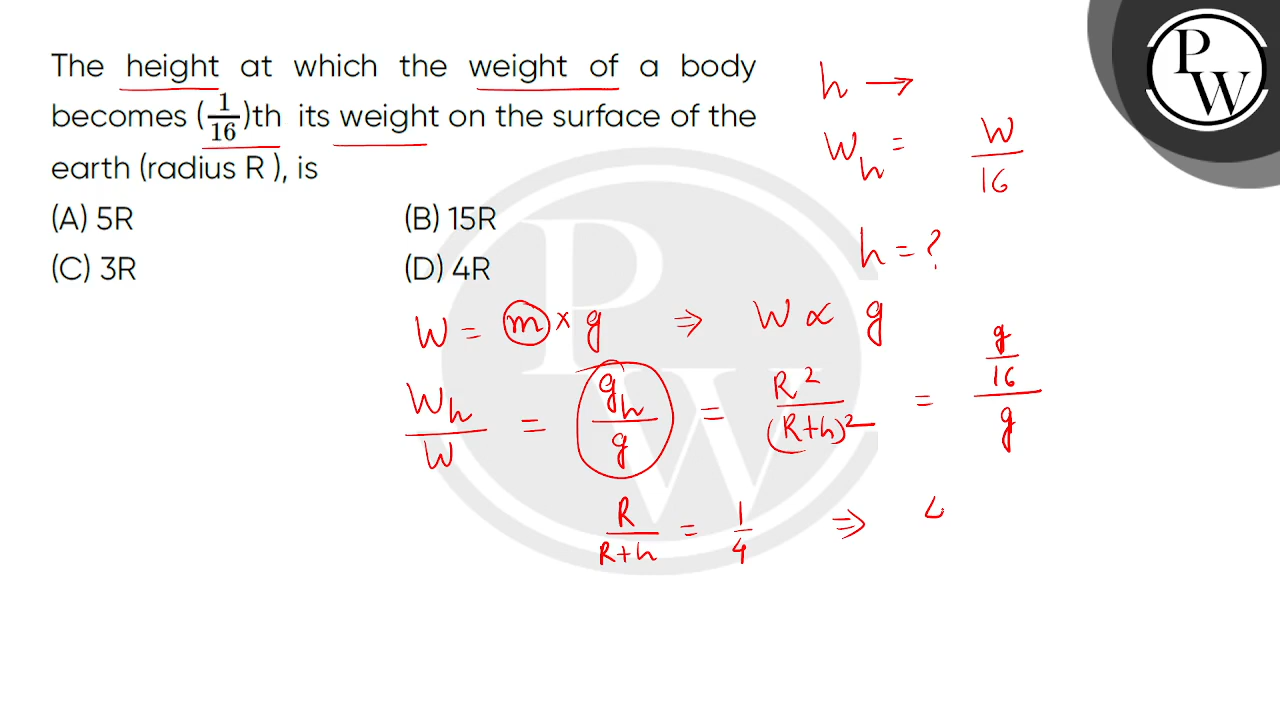 The height at which the weight of a body
becomes (1/16)th its weight on the surface of the
earth (radius R ), is
(A) 5R (B) 15R
(C) 3R (D) 4R
h →
W_h = W/16
h = ?
W = m × g ⇒ W ∝ g
W_h/W = g_h/g = R²/(R+h)² = (g/16)/g
R/(R+h) = 1/4 ⇒
PW
PW